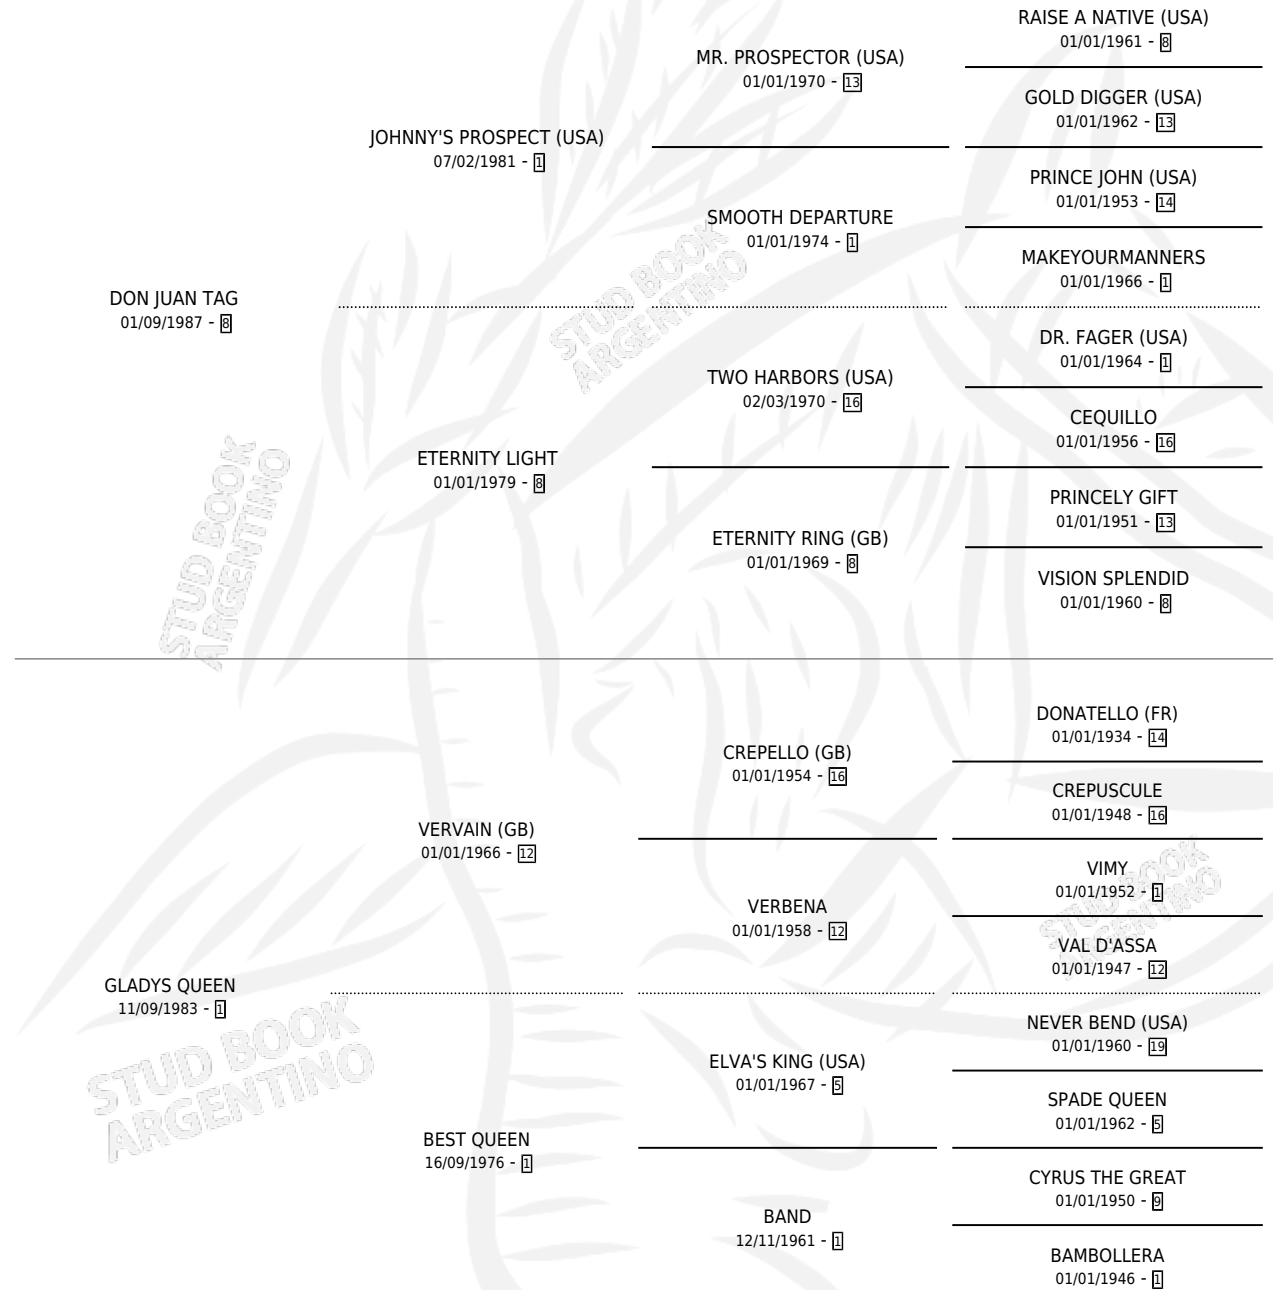 RAISE A NATIVE (USA)
01/01/1961 - 8
MR. PROSPECTOR (USA)
01/01/1970 - 13
GOLD DIGGER (USA)
01/01/1962 - 13
JOHNNY'S PROSPECT (USA)
07/02/1981 - 1
PRINCE JOHN (USA)
01/01/1953 - 14
SMOOTH DEPARTURE
01/01/1974 - 1
MAKEYOURMANNERS
01/01/1966 - 1
DON JUAN TAG
01/09/1987 - 8
DR. FAGER (USA)
01/01/1964 - 1
TWO HARBORS (USA)
02/03/1970 - 16
CEQUILLO
01/01/1956 - 16
ETERNITY LIGHT
01/01/1979 - 8
PRINCELY GIFT
01/01/1951 - 13
ETERNITY RING (GB)
01/01/1969 - 8
VISION SPLENDID
01/01/1960 - 8
STUD BOOK
ARGENTINO
STUD BOOK
ARGENTINO
DONATELLO (FR)
01/01/1934 - 14
CREPELLO (GB)
01/01/1954 - 16
CREPUSCULE
01/01/1948 - 16
VERVAIN (GB)
01/01/1966 - 12
VIMY
01/01/1952 - 1
VERBENA
01/01/1958 - 12
VAL D'ASSA
01/01/1947 - 12
GLADYS QUEEN
11/09/1983 - 1
NEVER BEND (USA)
01/01/1960 - 19
ELVA'S KING (USA)
01/01/1967 - 5
SPADE QUEEN
01/01/1962 - 5
BEST QUEEN
16/09/1976 - 1
CYRUS THE GREAT
01/01/1950 - 9
BAND
12/11/1961 - 1
BAMBOLLERA
01/01/1946 - 1
STUD BOOK
ARGENTINO
STUD BOOK
ARGENTINO